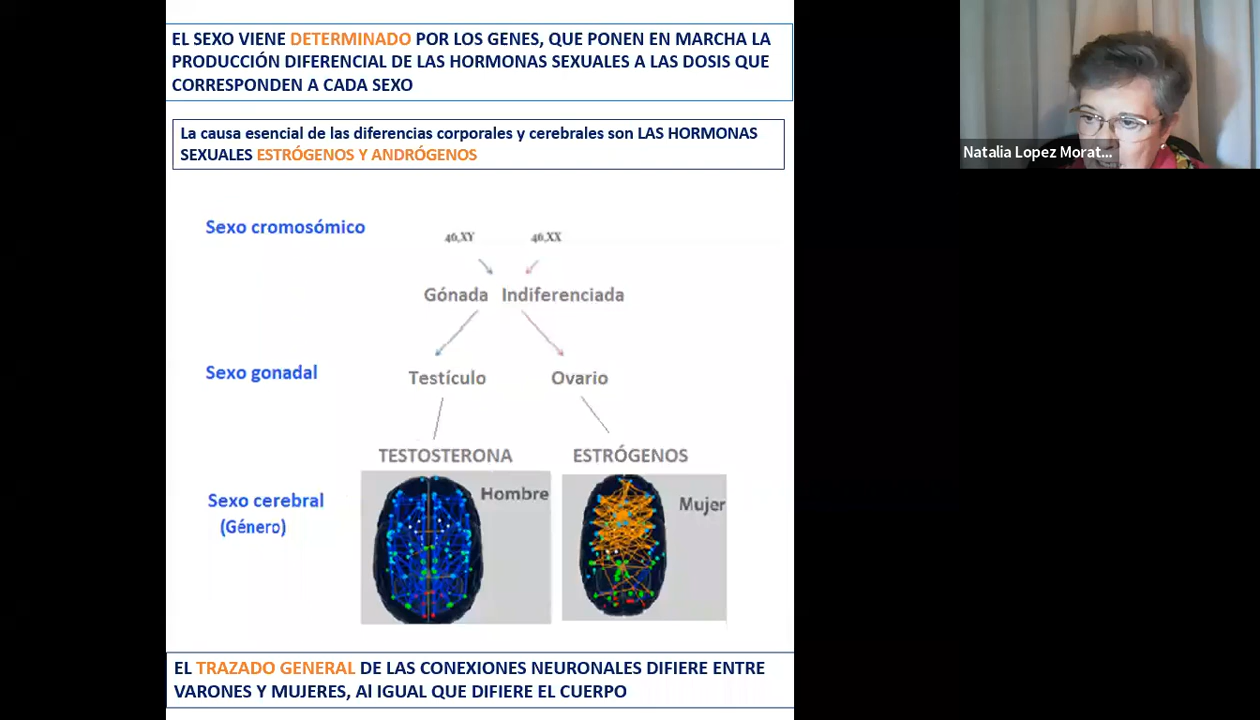 EL SEXO VIENE DETERMINADO POR LOS GENES, QUE PONEN EN MARCHA LA
PRODUCCIÓN DIFERENCIAL DE LAS HORMONAS SEXUALES A LAS DOSIS QUE
CORRESPONDEN A CADA SEXO
La causa esencial de las diferencias corporales y cerebrales son LAS HORMONAS
SEXUALES ESTRÓGENOS Y ANDRÓGENOS
Sexo cromosómico
46,XY 46,XX
Gónada Indiferenciada
Sexo gonadal
Testículo Ovario
TESTOSTERONA ESTRÓGENOS
Sexo cerebral
(Género)
Hombre
Mujer
EL TRAZADO GENERAL DE LAS CONEXIONES NEURONALES DIFIERE ENTRE
VARONES Y MUJERES, Al IGUAL QUE DIFIERE EL CUERPO
Natalia Lopez Morat...